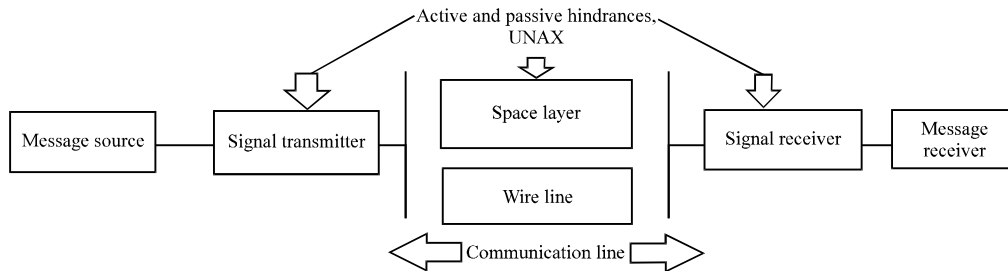 Active and passive hindrances,
UNAX
Message source
Signal transmitter
Space layer
Wire line
Signal receiver
Message
receiver
Communication line